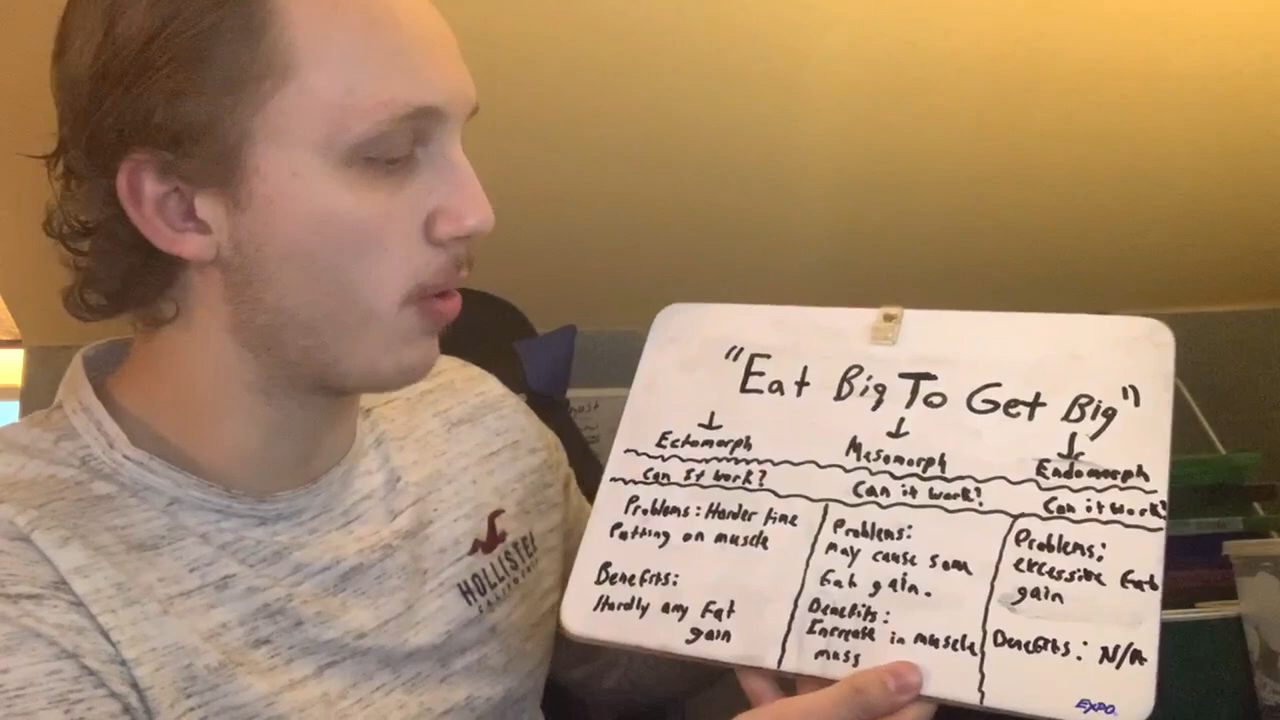 "Eat Big To Get Big"
Ectomorph
Can it work?
Problems: Harder time
Putting on muscle
Benefits:
Hardly any Fat
gain
Mesomorph
Can it work?
Problems:
may cause some
fat gain.
Benefits:
Increase in muscle
mass
Endomorph
Can it work?
Problems:
excessive fat
gain
Benefits: N/A
EXPO
HOLLISTER
CALIFORNIA